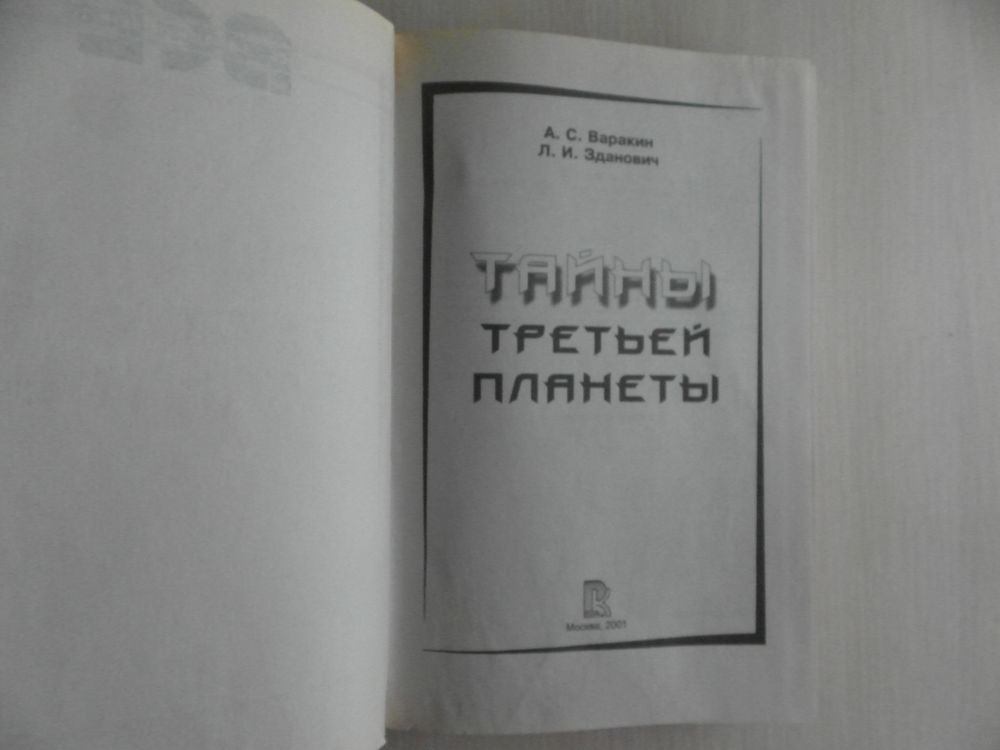 А. С. Варакин
Л. И. Зданович
ТАЙНЫ
ТРЕТЬЕЙ
ПЛАНЕТЫ
Москва, 2001